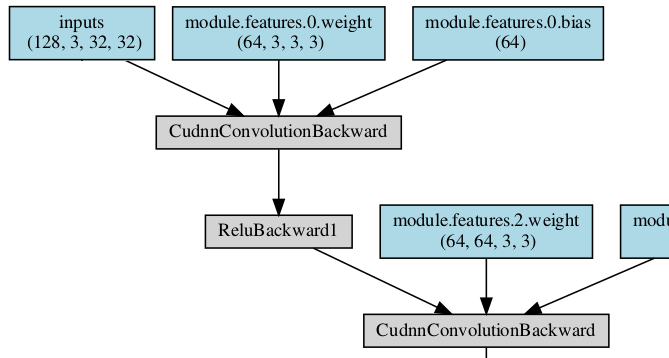 inputs
(128, 3, 32, 32)
module.features.0.weight
(64, 3, 3, 3)
module.features.0.bias
(64)
CudnnConvolutionBackward
ReluBackward1
module.features.2.weight
(64, 64, 3, 3)
CudnnConvolutionBackward